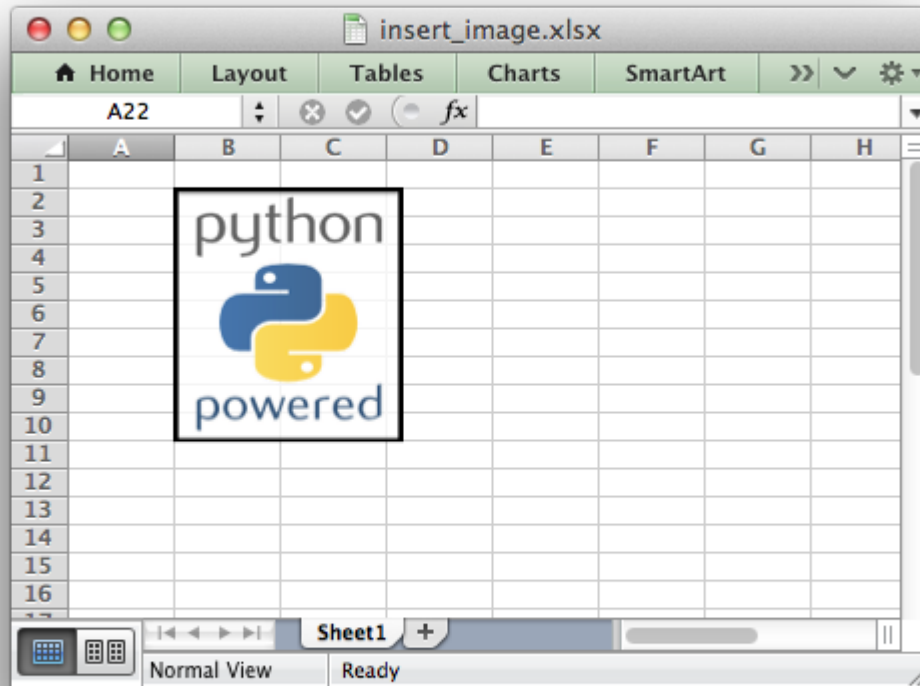 insert_image.xlsx
Home Layout Tables Charts SmartArt
A22 fx
A B C D E F G H
1
2
3
4
5
6
7
8
9
10
11
12
13
14
15
16
17
python
powered
Sheet1 +
Normal View Ready